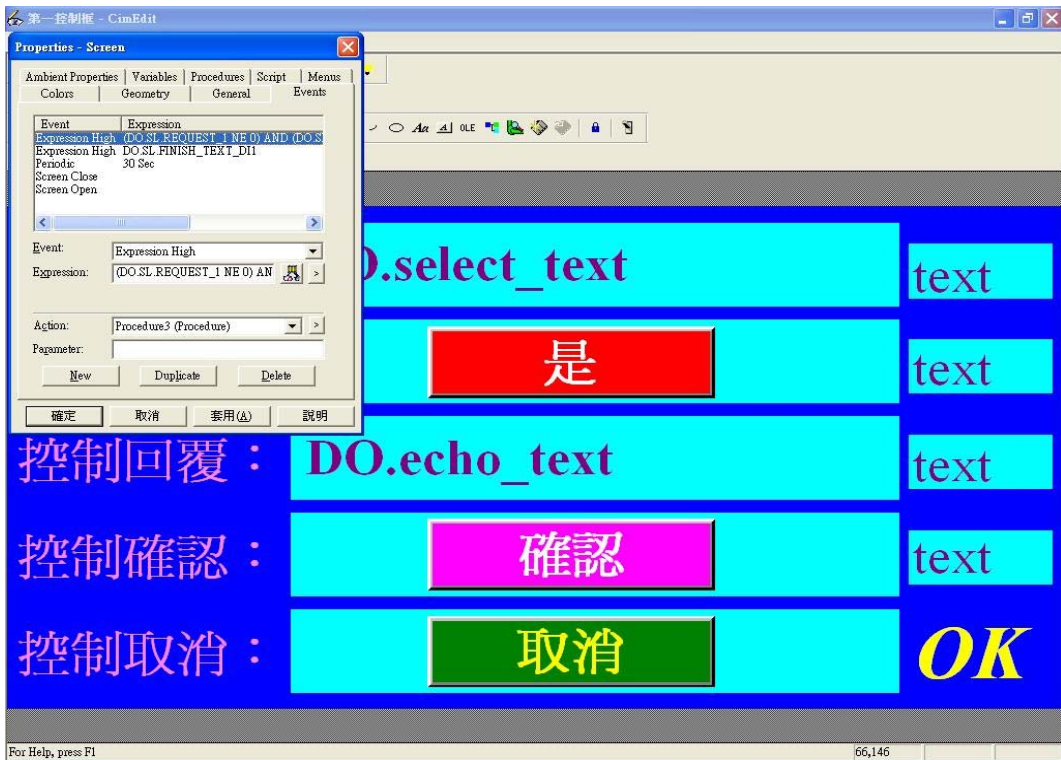 第一控制框 - CimEdit
Properties - Screen
Ambient Properties Variables Procedures Script Menus
Colors Geometry General Events
Event Expression
Expression High (DO.SL.REQUEST_1 NE 0) AND (DO.S
Expression High DO.SL.FINISH_TEXT_DI1
Periodic 30 Sec
Screen Close
Screen Open
Event: Expression High
Expression: (DO.SL.REQUEST_1 NE 0) AN >
Action: Procedure3 (Procedure) >
Parameter:
New Duplicate Delete
確定 取消 套用(A) 說明
Aa A OLE
O.select_text text
是 text
控制回覆： DO.echo_text text
控制確認： 確認 text
控制取消： 取消 OK
For Help, press F1 66,146